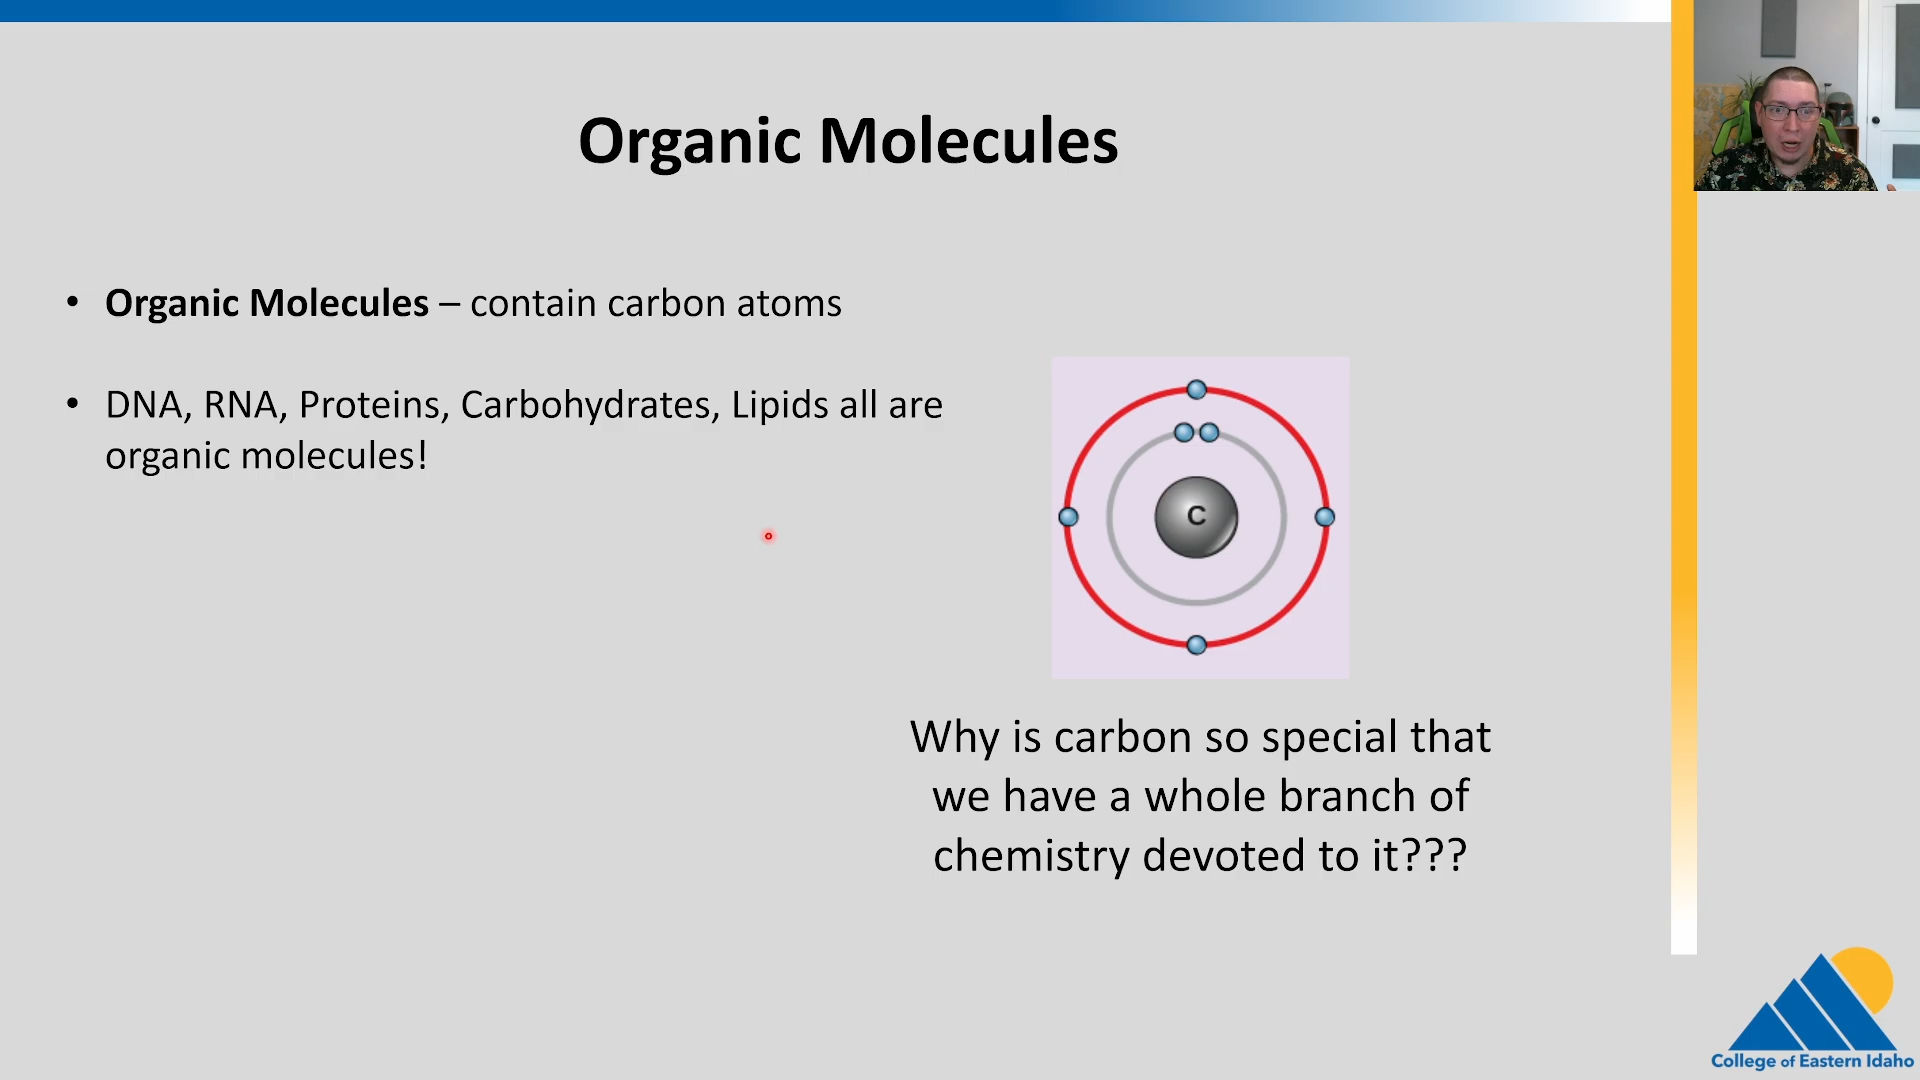 Organic Molecules
• Organic Molecules – contain carbon atoms
• DNA, RNA, Proteins, Carbohydrates, Lipids all are
organic molecules!
C
Why is carbon so special that
we have a whole branch of
chemistry devoted to it???
College of Eastern Idaho